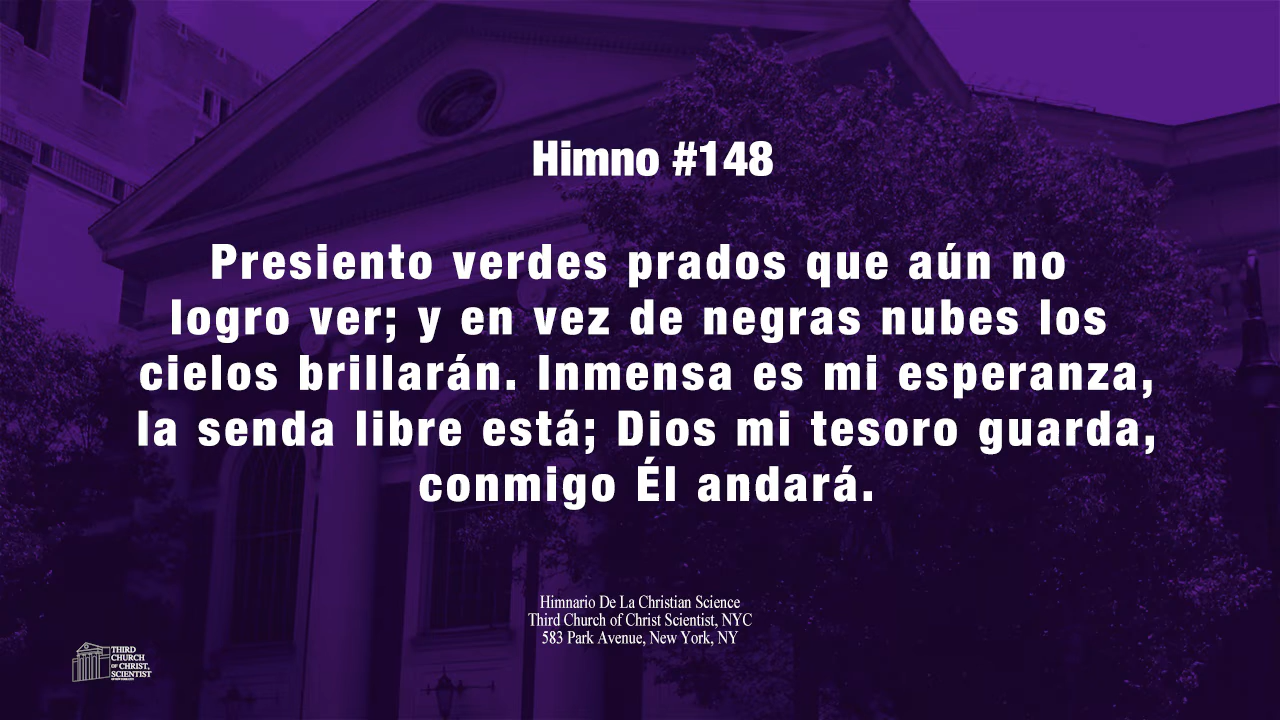 Himno #148
Presiento verdes prados que aún no
logro ver; y en vez de negras nubes los
cielos brillarán. Inmensa es mi esperanza,
la senda libre está; Dios mi tesoro guarda,
conmigo Él andará.
Himnario De La Christian Science
Third Church of Christ Scientist, NYC
583 Park Avenue, New York, NY
THIRD
CHURCH
OF CHRIST,
SCIENTIST